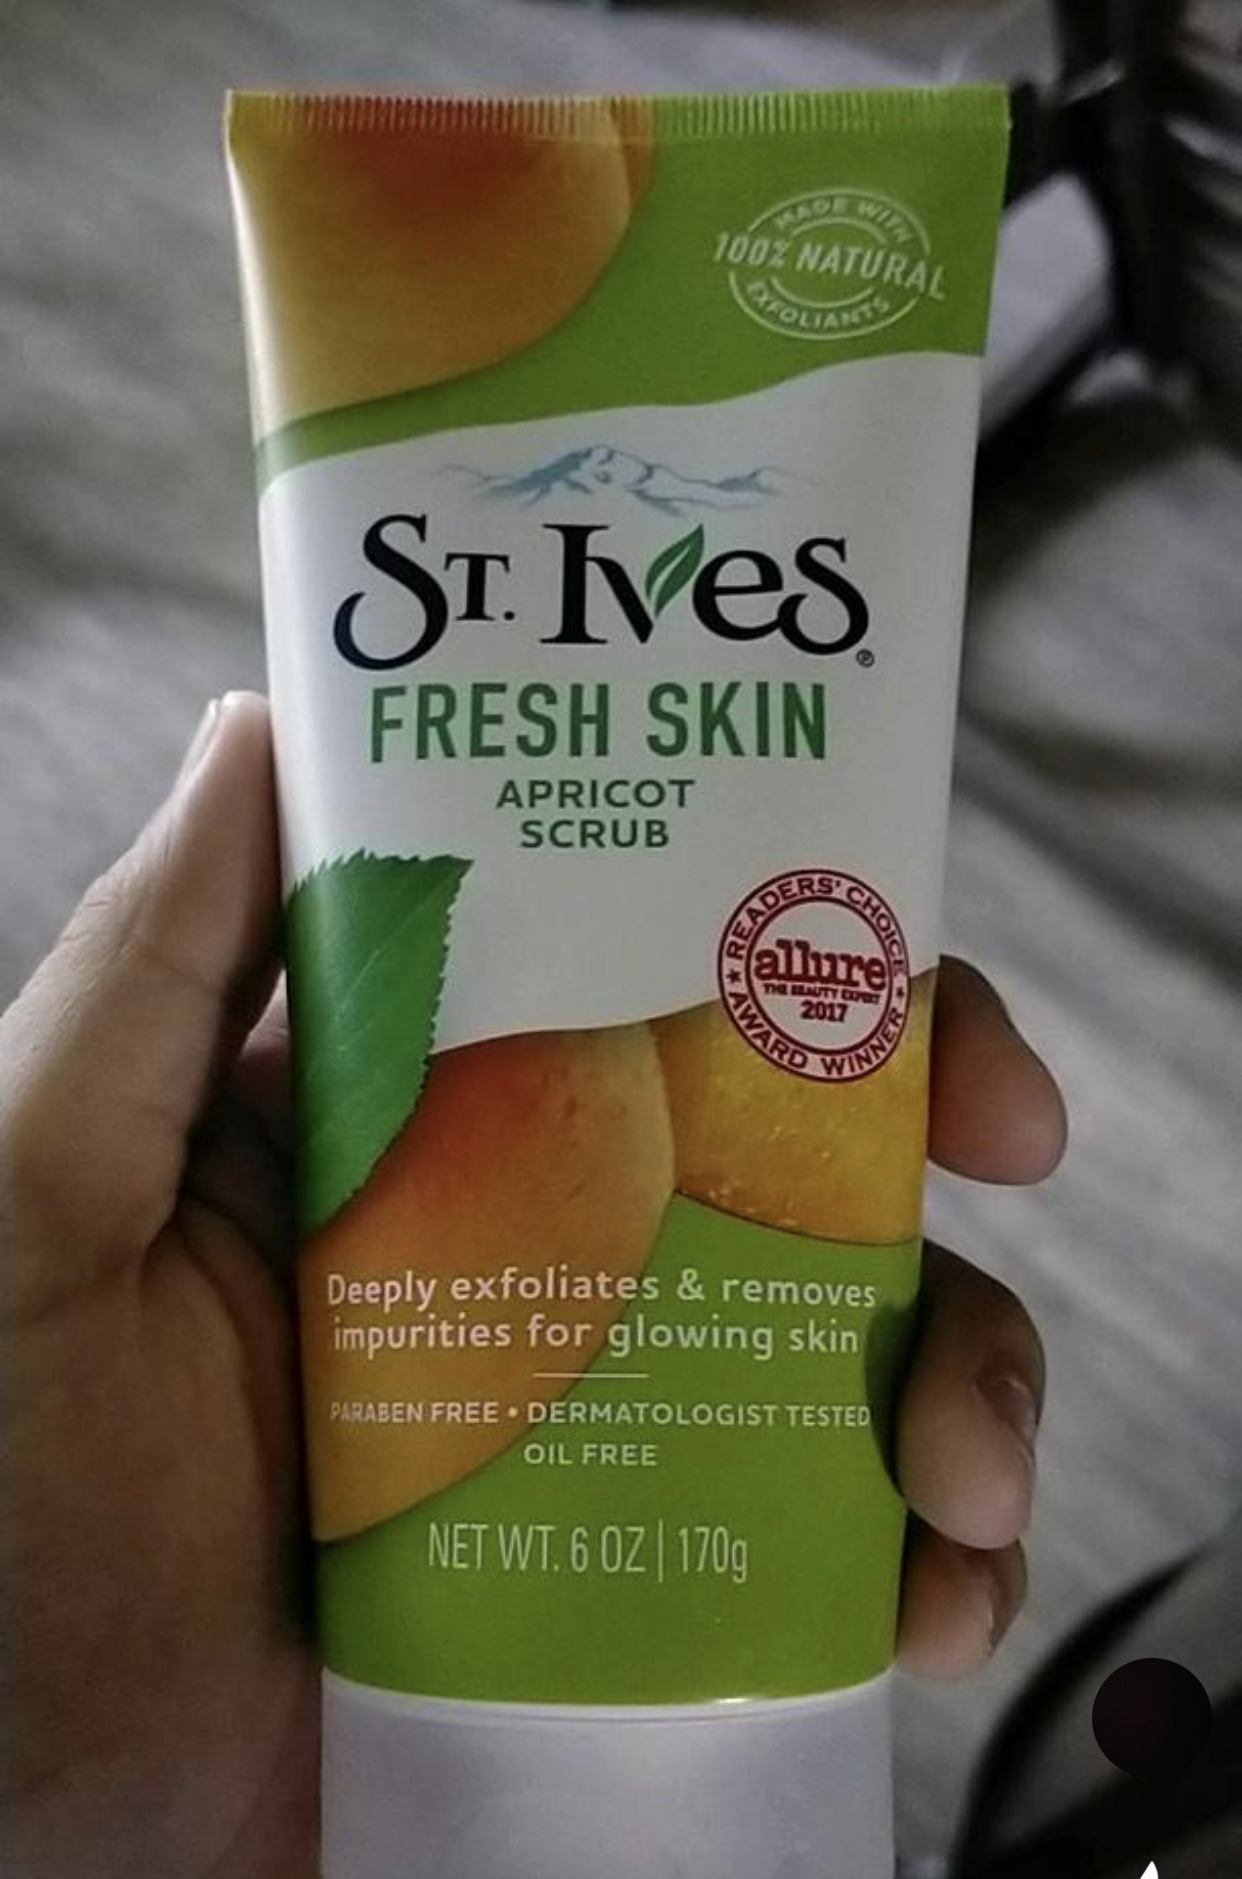 MADE WITH
100% NATURAL
EXFOLIANTS
ST. IVES®
FRESH SKIN
APRICOT
SCRUB
READERS' CHOICE
allure
THE BEAUTY EXPERT
2017
AWARD WINNER
Deeply exfoliates & removes
impurities for glowing skin
PARABEN FREE • DERMATOLOGIST TESTED
OIL FREE
NET WT. 6 OZ | 170g